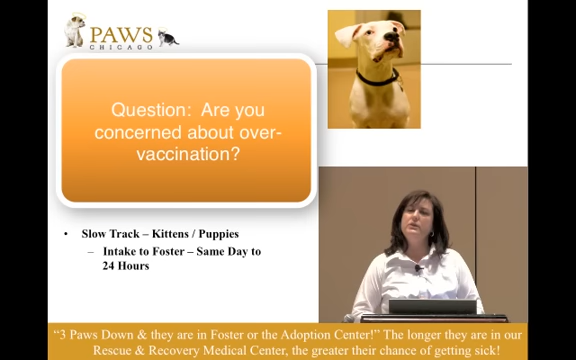 PAWS
CHICAGO
Question: Are you
concerned about over-
vaccination?
• Slow Track – Kittens / Puppies
– Intake to Foster – Same Day to
24 Hours
“3 Paws Down & they are in Foster or the Adoption Center!” The longer they are in our
Rescue & Recovery Medical Center, the greater their chance of getting sick!